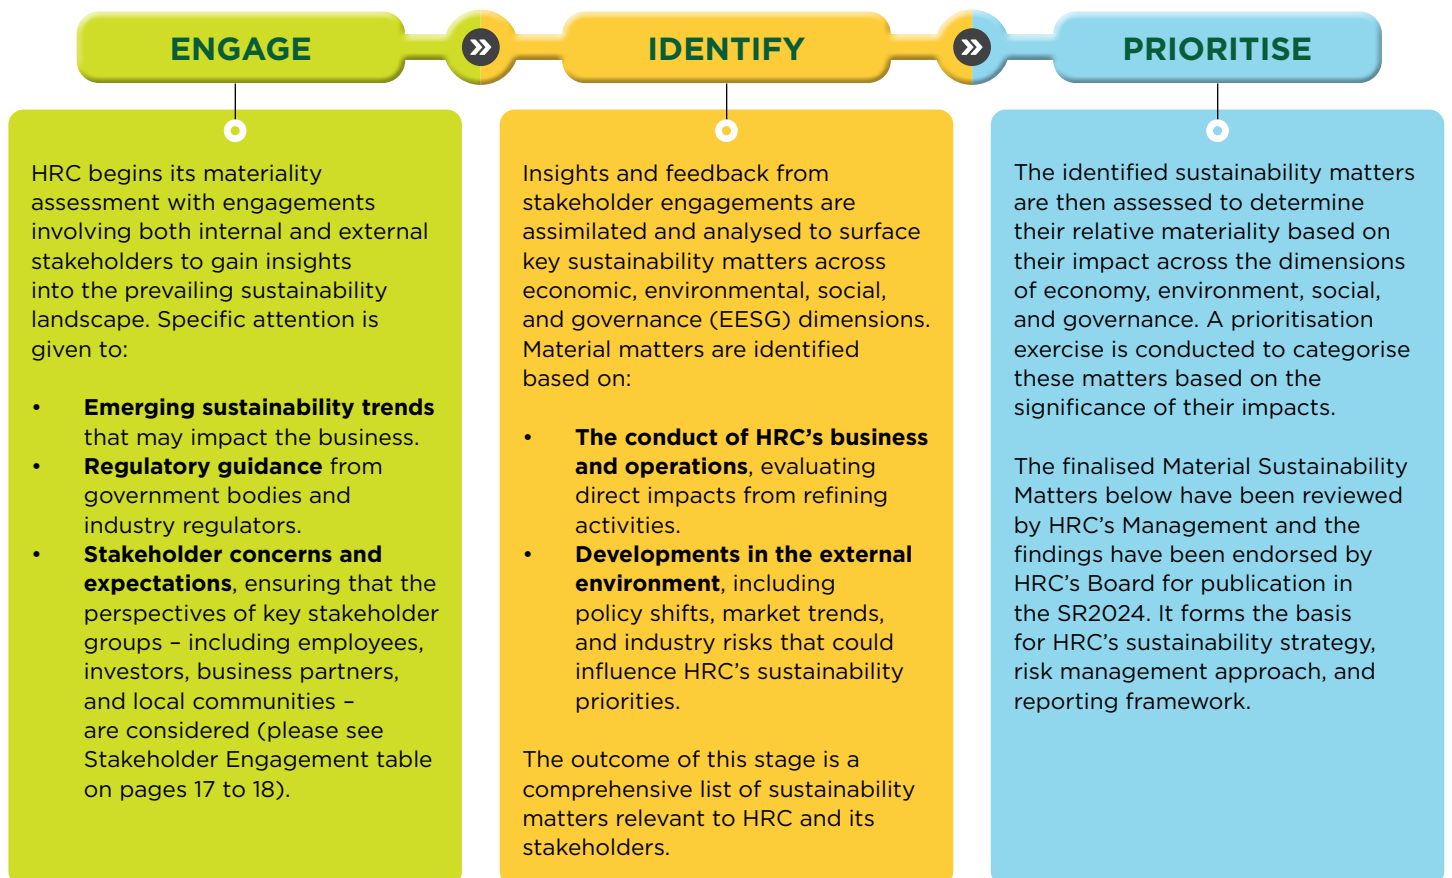 ENGAGE
IDENTIFY
PRIORITISE
HRC begins its materiality
assessment with engagements
involving both internal and external
stakeholders to gain insights
into the prevailing sustainability
landscape. Specific attention is
given to:
• Emerging sustainability trends
that may impact the business.
• Regulatory guidance from
government bodies and
industry regulators.
• Stakeholder concerns and
expectations, ensuring that the
perspectives of key stakeholder
groups – including employees,
investors, business partners,
and local communities –
are considered (please see
Stakeholder Engagement table
on pages 17 to 18).
Insights and feedback from
stakeholder engagements are
assimilated and analysed to surface
key sustainability matters across
economic, environmental, social,
and governance (EESG) dimensions.
Material matters are identified
based on:
• The conduct of HRC's business
and operations, evaluating
direct impacts from refining
activities.
• Developments in the external
environment, including
policy shifts, market trends,
and industry risks that could
influence HRC's sustainability
priorities.
The outcome of this stage is a
comprehensive list of sustainability
matters relevant to HRC and its
stakeholders.
The identified sustainability matters
are then assessed to determine
their relative materiality based on
their impact across the dimensions
of economy, environment, social,
and governance. A prioritisation
exercise is conducted to categorise
these matters based on the
significance of their impacts.
The finalised Material Sustainability
Matters below have been reviewed
by HRC's Management and the
findings have been endorsed by
HRC's Board for publication in
the SR2024. It forms the basis
for HRC's sustainability strategy,
risk management approach, and
reporting framework.